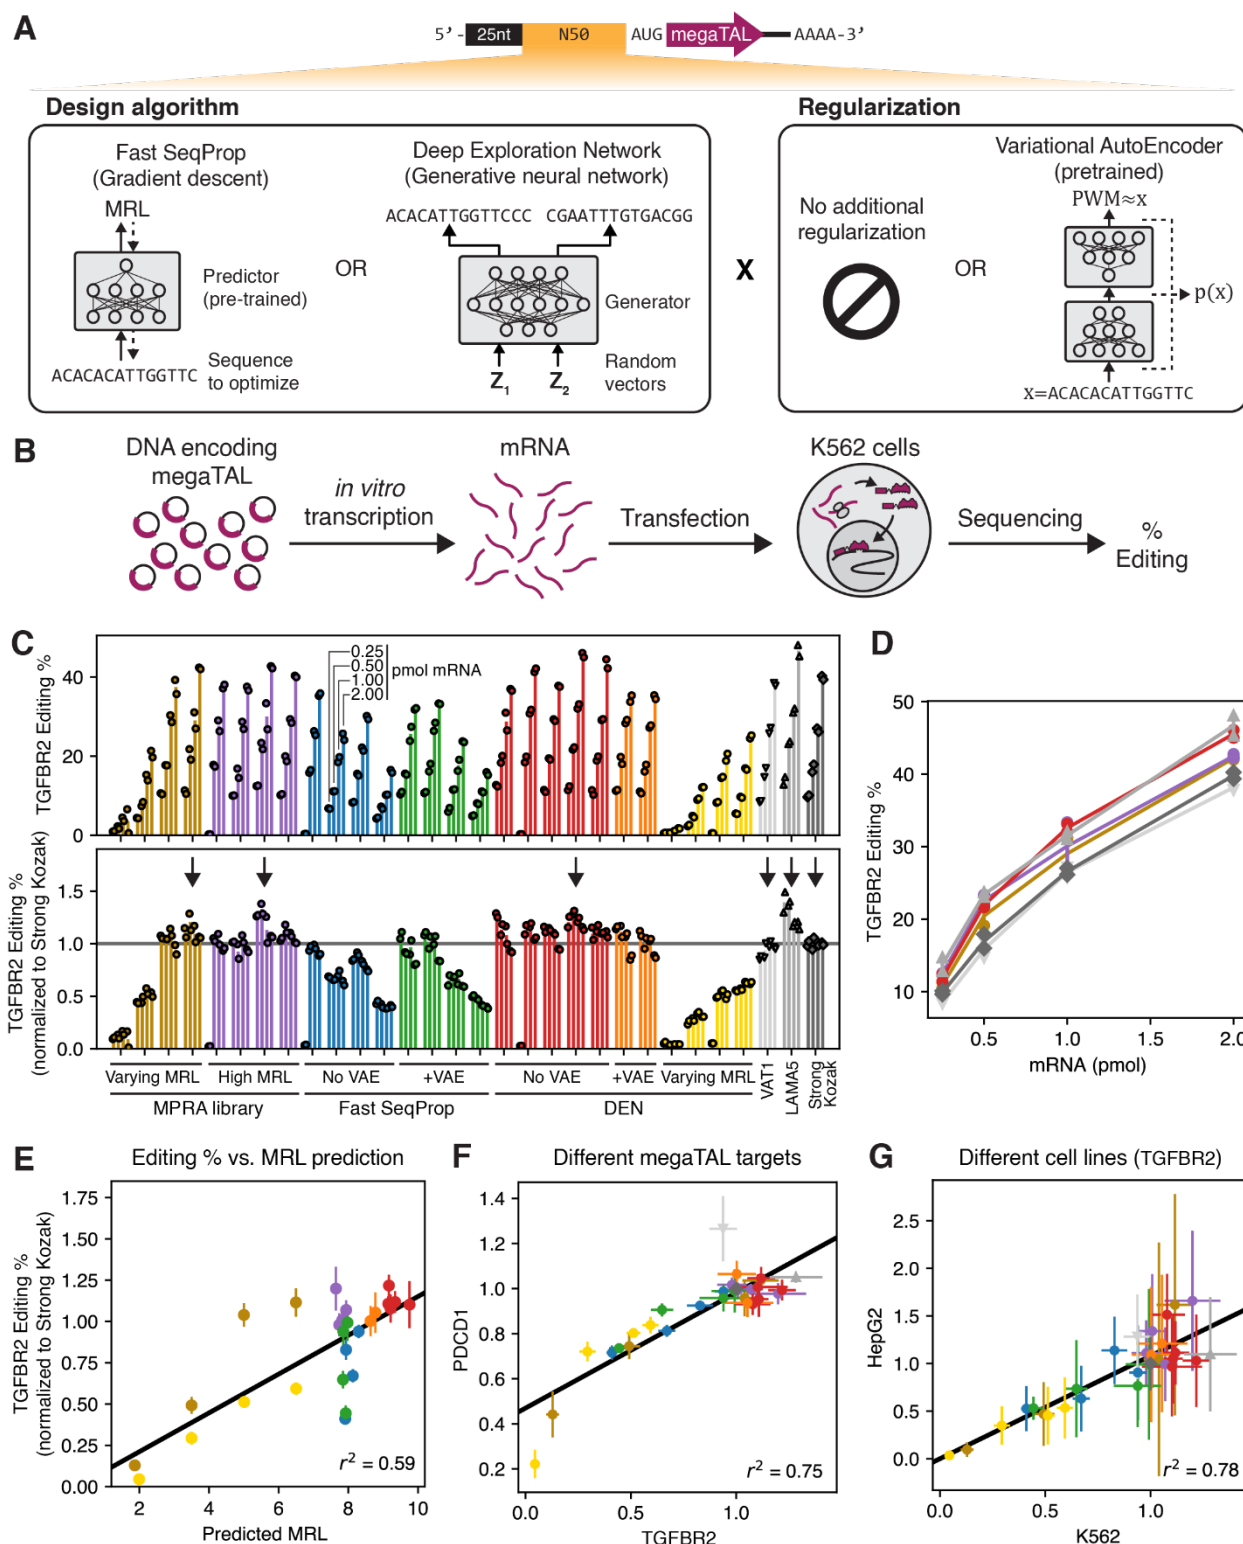 A
5’ - 25nt N50 AUG megaTAL AAAA-3’
Design algorithm
Regularization
Fast SeqProp
(Gradient descent)
MRL
Predictor
(pre-trained)
Sequence
to optimize
ACACACATTGGTTC
OR
Deep Exploration Network
(Generative neural network)
ACACATTGGTTCCC CGAATTTGTGACGG
Generator
Random
vectors
Z1 Z2
X
No additional
regularization
OR
Variational AutoEncoder
(pretrained)
PWM≈x
p(x)
x=ACACACATTGGTTC
B
DNA encoding
megaTAL
in vitro
transcription
mRNA
Transfection
K562 cells
Sequencing
%
Editing
C
TGFBR2 Editing %
40
20
0
0.25
0.50
1.00
2.00
pmol mRNA
TGFBR2 Editing %
(normalized to Strong Kozak)
1.5
1.0
0.5
0.0
Varying MRL
High MRL
No VAE
+VAE
No VAE
+VAE
Varying MRL
MPRA library
Fast SeqProp
DEN
VAT1
LAMA5
Strong
Kozak
D
TGFBR2 Editing %
50
40
30
20
10
0.5 1.0 1.5 2.0
mRNA (pmol)
E
Editing % vs. MRL prediction
TGFBR2 Editing %
(normalized to Strong Kozak)
1.75
1.50
1.25
1.00
0.75
0.50
0.25
0.00
r² = 0.59
2 4 6 8 10
Predicted MRL
F
Different megaTAL targets
PDCD1
1.4
1.2
1.0
0.8
0.6
0.4
0.2
r² = 0.75
0.0 0.5 1.0
TGFBR2
G
Different cell lines (TGFBR2)
HepG2
2.5
2.0
1.5
1.0
0.5
0.0
r² = 0.78
0.0 0.5 1.0
K562